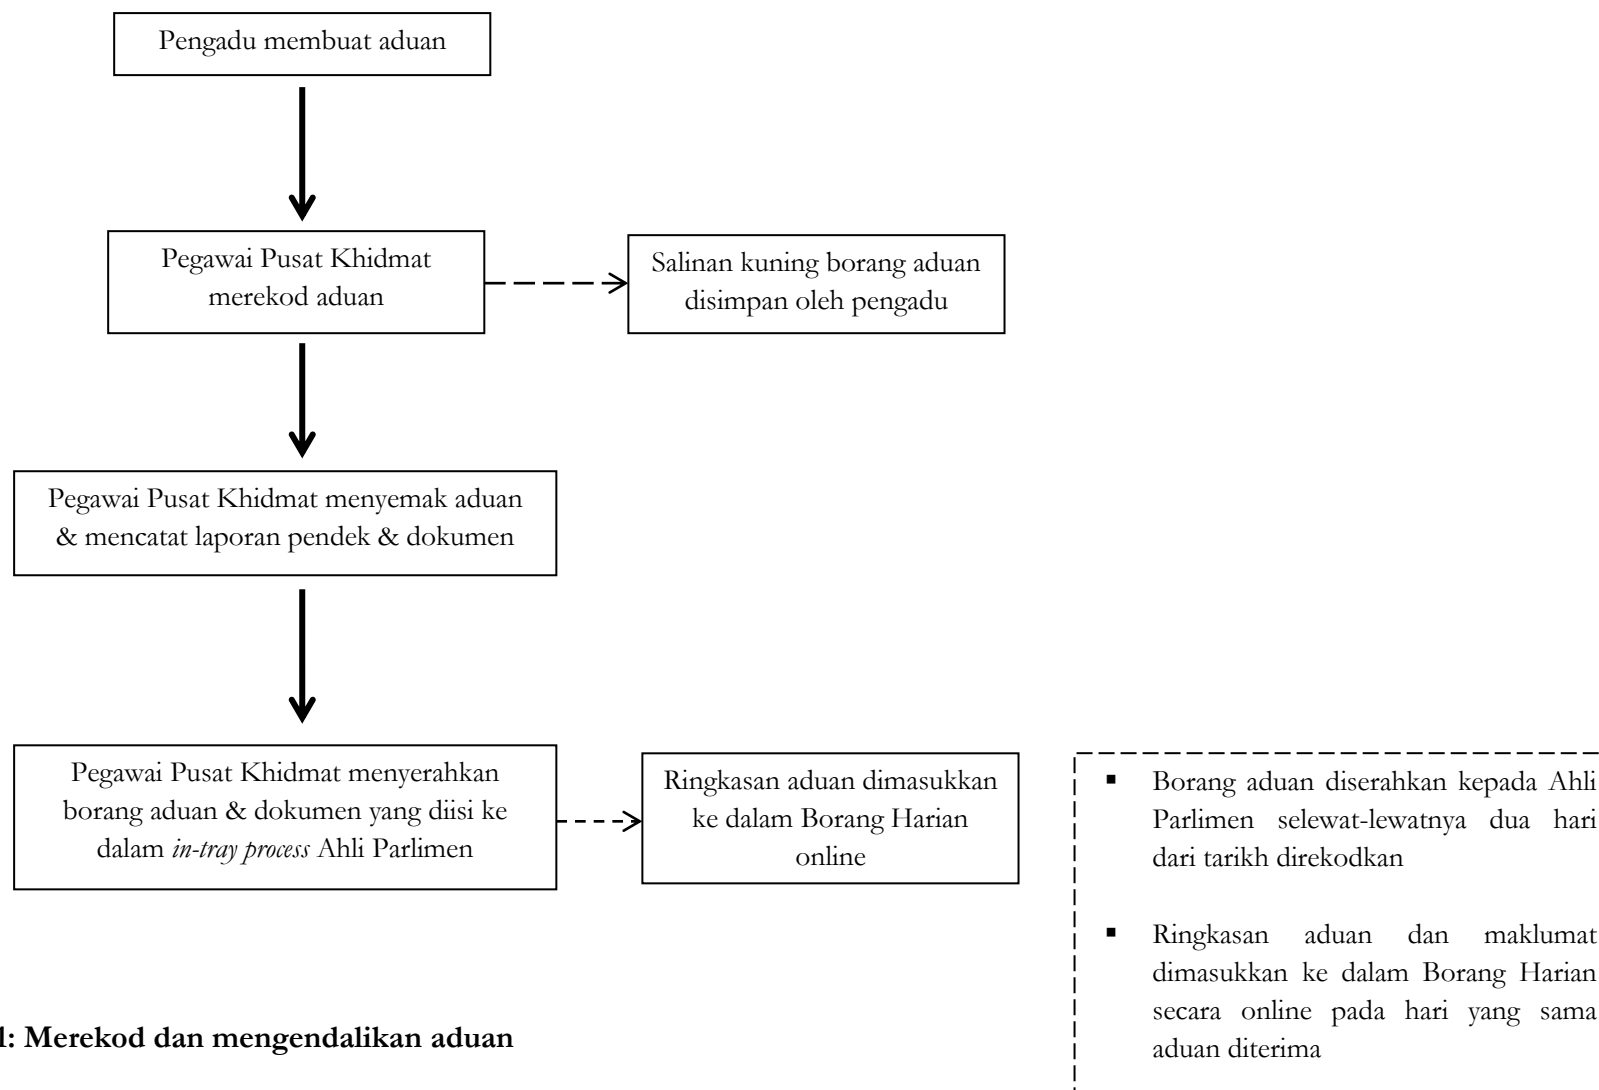 Pengadu membuat aduan
Pegawai Pusat Khidmat
merekod aduan
Salinan kuning borang aduan
disimpan oleh pengadu
Pegawai Pusat Khidmat menyemak aduan
& mencatat laporan pendek & dokumen
Pegawai Pusat Khidmat menyerahkan
borang aduan & dokumen yang diisi ke
dalam in-tray process Ahli Parlimen
Ringkasan aduan dimasukkan
ke dalam Borang Harian
online
▪ Borang aduan diserahkan kepada Ahli
Parlimen selewat-lewatnya dua hari
dari tarikh direkodkan
▪ Ringkasan aduan dan maklumat
dimasukkan ke dalam Borang Harian
secara online pada hari yang sama
aduan diterima
: Merekod dan mengendalikan aduan